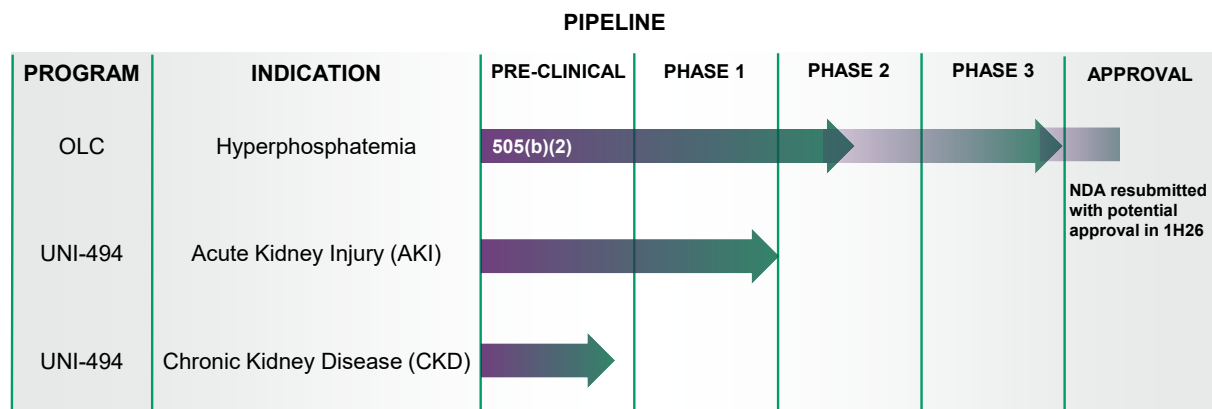 PIPELINE
PROGRAM INDICATION PRE-CLINICAL PHASE 1 PHASE 2 PHASE 3 APPROVAL
OLC Hyperphosphatemia 505(b)(2)
NDA resubmitted
with potential
approval in 1H26
UNI-494 Acute Kidney Injury (AKI)
UNI-494 Chronic Kidney Disease (CKD)